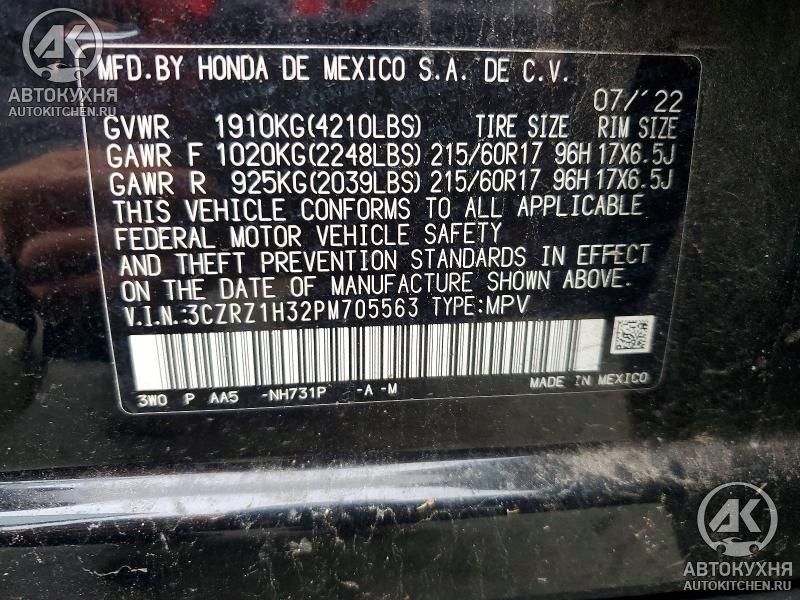 MFD.BY HONDA DE MEXICO S.A. DE C.V.
07/'22
GVWR 1910KG(4210LBS) TIRE SIZE RIM SIZE
GAWR F 1020KG(2248LBS) 215/60R17 96H 17X6.5J
GAWR R 925KG(2039LBS) 215/60R17 96H 17X6.5J
THIS VEHICLE CONFORMS TO ALL APPLICABLE
FEDERAL MOTOR VEHICLE SAFETY
AND THEFT PREVENTION STANDARDS IN EFFECT
ON THE DATE OF MANUFACTURE SHOWN ABOVE.
V.I.N.:3CZRZ1H32PM705563 TYPE:MPV
MADE IN MEXICO
3W0 P AA5 -NH731P -A-M
AK
АВТОКУХНЯ
AUTOKITCHEN.RU
AK
АВТОКУХНЯ
AUTOKITCHEN.RU